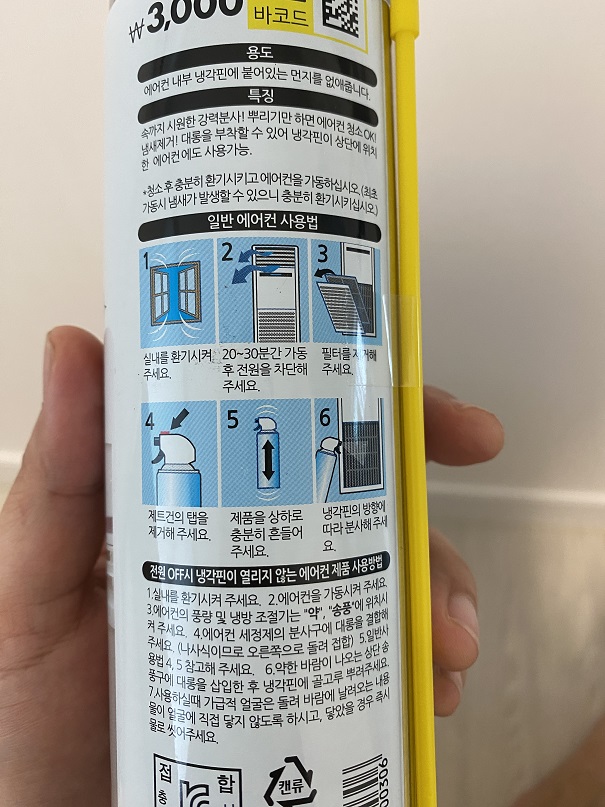 ₩3,000
바코드
용도
에어컨 내부 냉각핀에 붙어있는 먼지를 없애줍니다.
특징
속까지 시원한 강력분사! 뿌리기만 하면 에어컨 청소 OK!
냄새제거! 대롱을 부착할 수 있어 냉각핀이 상단에 위치
한 에어컨에도 사용가능.
*청소 후 충분히 환기시키고 에어컨을 가동하십시오.(최초
가동시 냄새가 발생할 수 있으니 충분히 환기시키십시오.)
일반 에어컨 사용법
1 2 3
실내를 환기시켜 주세요.
20~30분간 가동 후 전원을 차단해 주세요.
필터를 제거해 주세요.
4 5 6
제트건의 탭을 제거해 주세요.
제품을 상하로 충분히 흔들어 주세요.
냉각핀의 방향에 따라 분사해 주세요.
전원 OFF시 냉각핀이 열리지 않는 에어컨 제품 사용방법
1.실내를 환기시켜 주세요. 2.에어컨을 가동시켜 주세요.
3.에어컨의 풍량 및 냉방 조절기는 "약", "송풍"에 위치시
켜 주세요. 4.에어컨 세정제의 분사구에 대롱을 결합해
주세요. (나사식이므로 오른쪽으로 돌려 접합) 5.일반사
용법 4, 5 참고해 주세요. 6.약한 바람이 나오는 상단 송
풍구에 대롱을 삽입한 후 냉각핀에 골고루 뿌려주세요.
7.사용하실때 가급적 얼굴은 돌려 바람에 날려오는 내용
물이 얼굴에 직접 닿지 않도록 하시고, 닿았을 경우 즉시
물로 씻어주세요.
접 합
충
캔류
00306